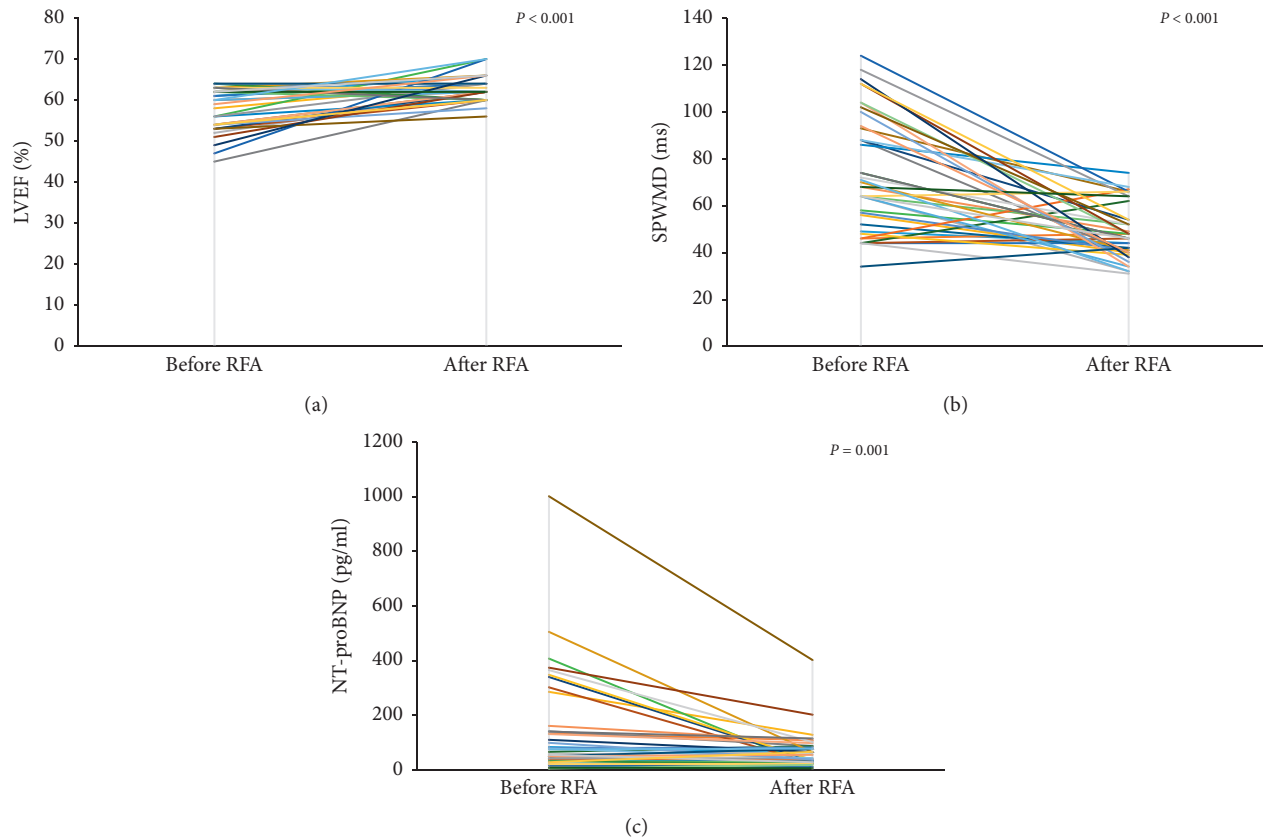 P < 0.001
LVEF (%)
80
70
60
50
40
30
20
10
0
Before RFA After RFA
(a)
P < 0.001
SPWMD (ms)
140
120
100
80
60
40
20
0
Before RFA After RFA
(b)
P = 0.001
NT-proBNP (pg/ml)
1200
1000
800
600
400
200
0
Before RFA After RFA
(c)